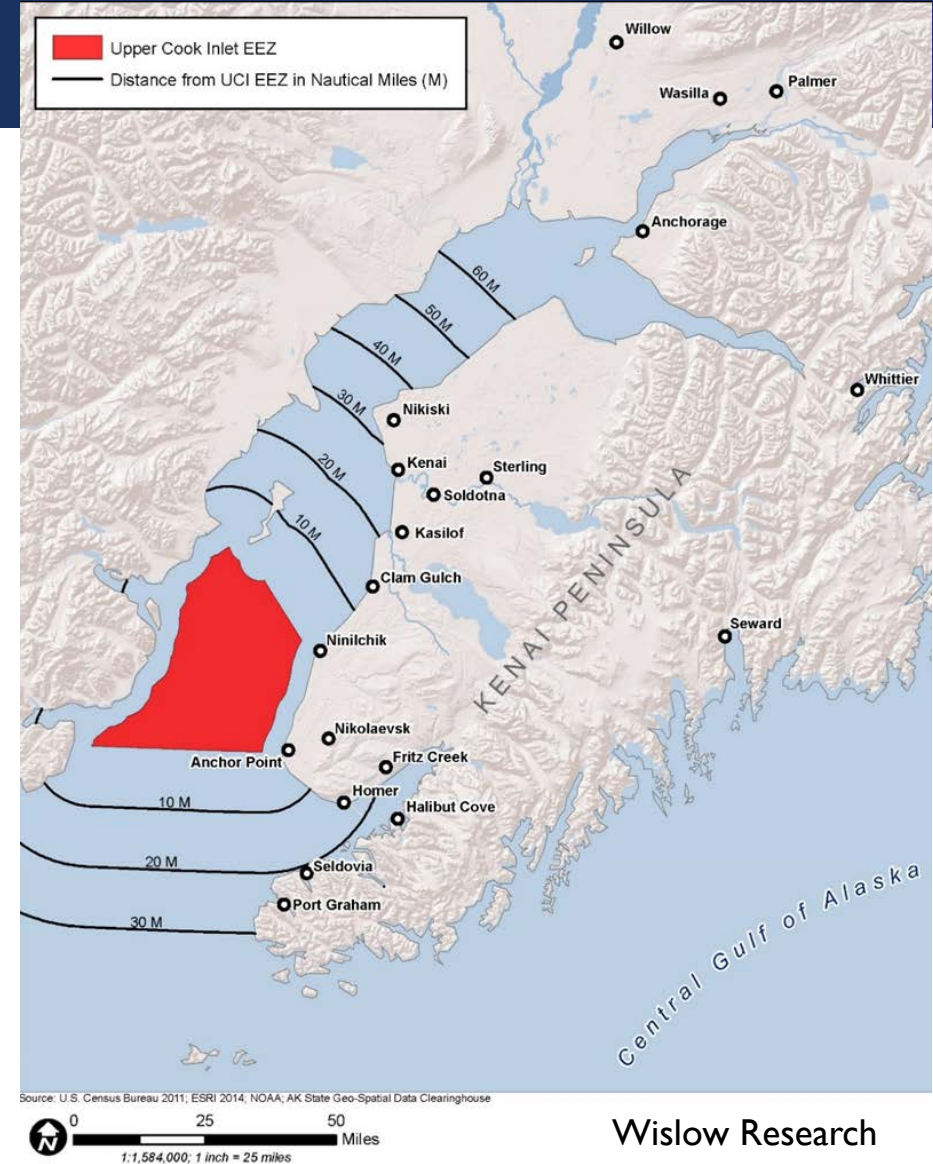 Upper Cook Inlet EEZ
Distance from UCI EEZ in Nautical Miles (M)
Willow
Wasilla
Palmer
Anchorage
60 M
50 M
40 M
Whittier
30 M
Nikiski
20 M
Kenai
Sterling
Soldotna
10 M
Kasilof
KENAI PENINSULA
Clam Gulch
Seward
Ninilchik
Nikolaevsk
Anchor Point
Fritz Creek
Homer
10 M
Halibut Cove
20 M
Seldovia
Port Graham
30 M
Central Gulf of Alaska
Source: U.S. Census Bureau 2011; ESRI 2014; NOAA; AK State Geo-Spatial Data Clearinghouse
N
0 25 50
Miles
1:1,584,000; 1 inch = 25 miles
Wislow Research